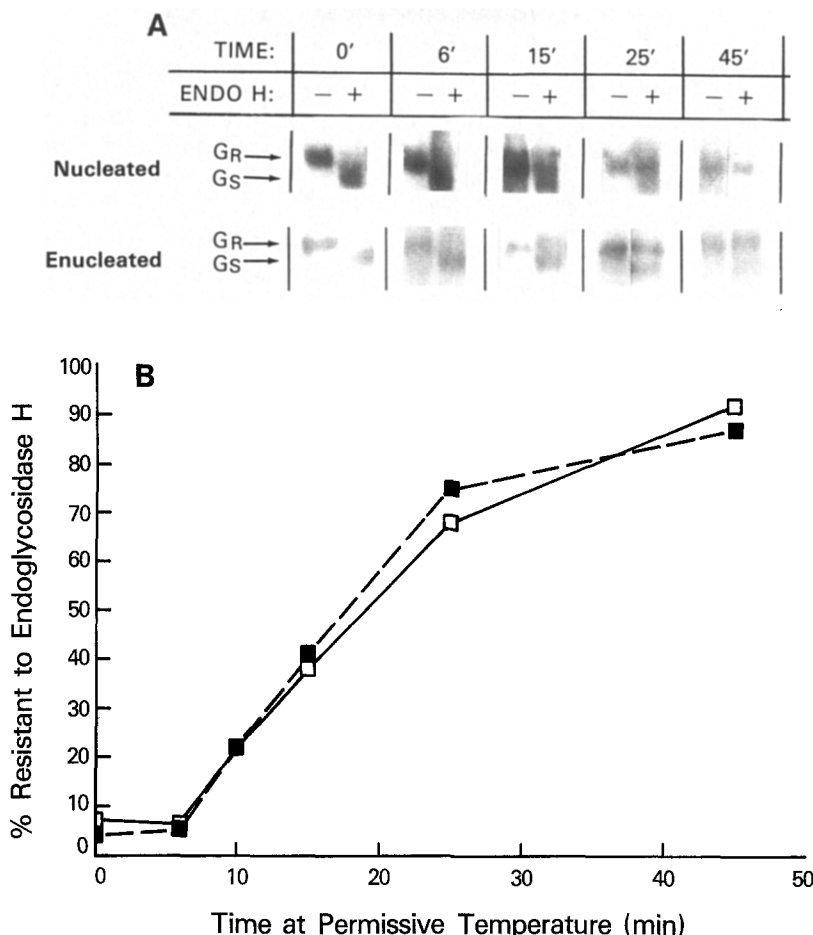 A
TIME: 0′ 6′ 15′ 25′ 45′
ENDO H: − + − + − + − + − +
Nucleated GR GS
Enucleated GR GS
B
100
90
80
70
60
50
40
30
20
10
0
% Resistant to Endoglycosidase H
0 10 20 30 40 50
Time at Permissive Temperature (min)